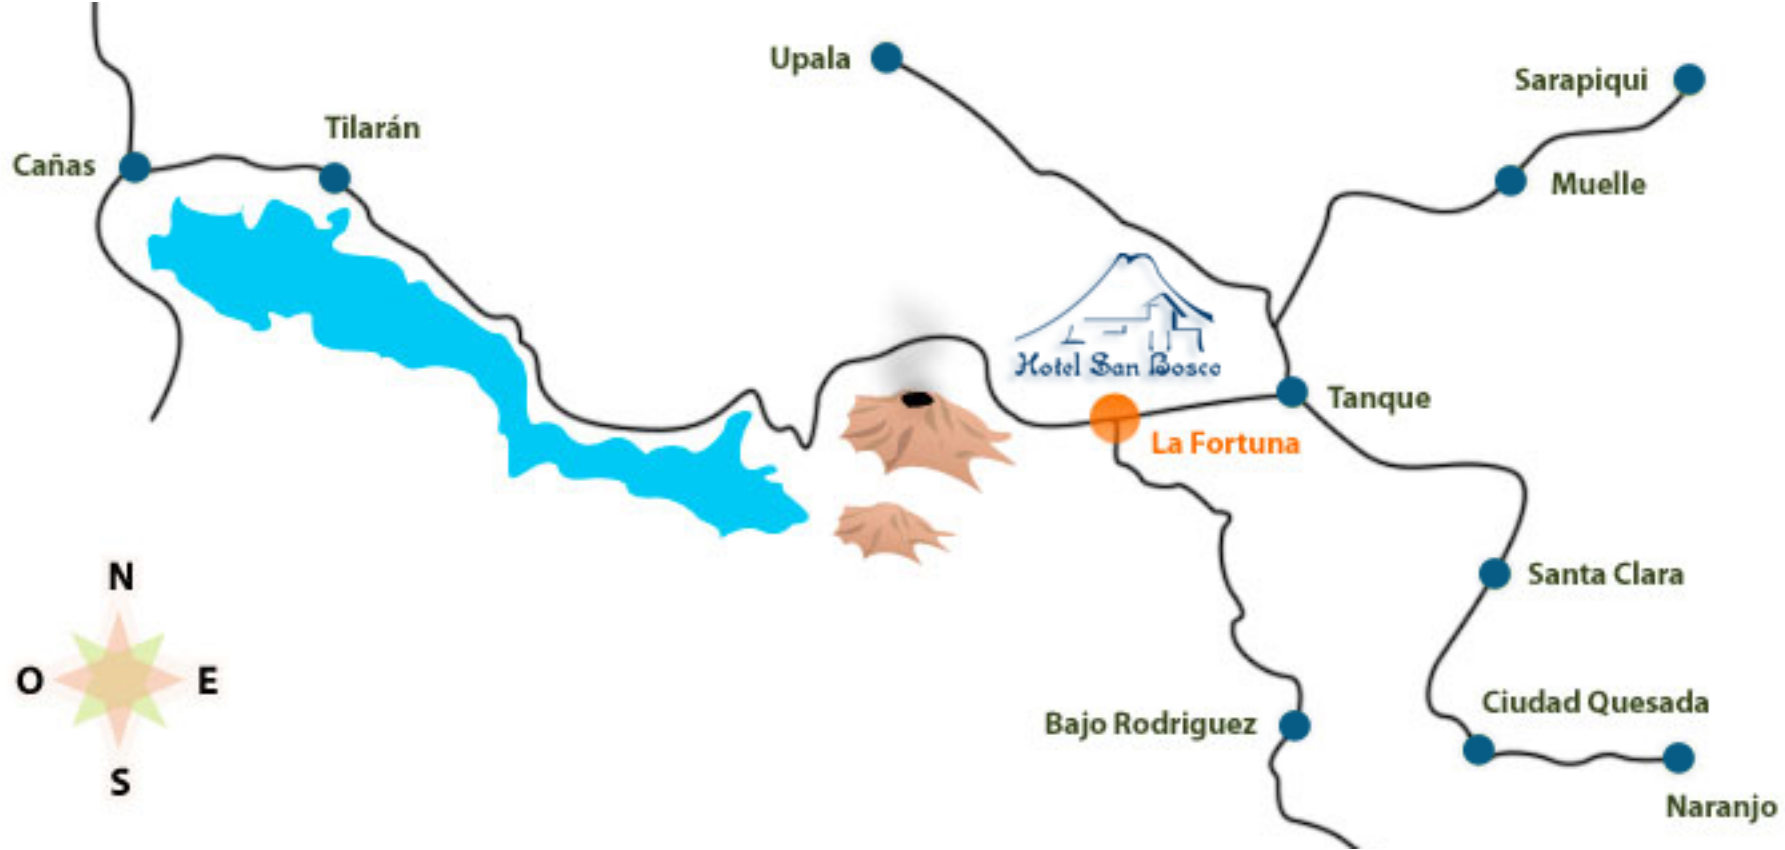 Upala
Sarapiqui
Tilarán
Cañas
Muelle
Hotel San Bosco
Tanque
La Fortuna
N
Santa Clara
O
E
Ciudad Quesada
Bajo Rodriguez
S
Naranjo